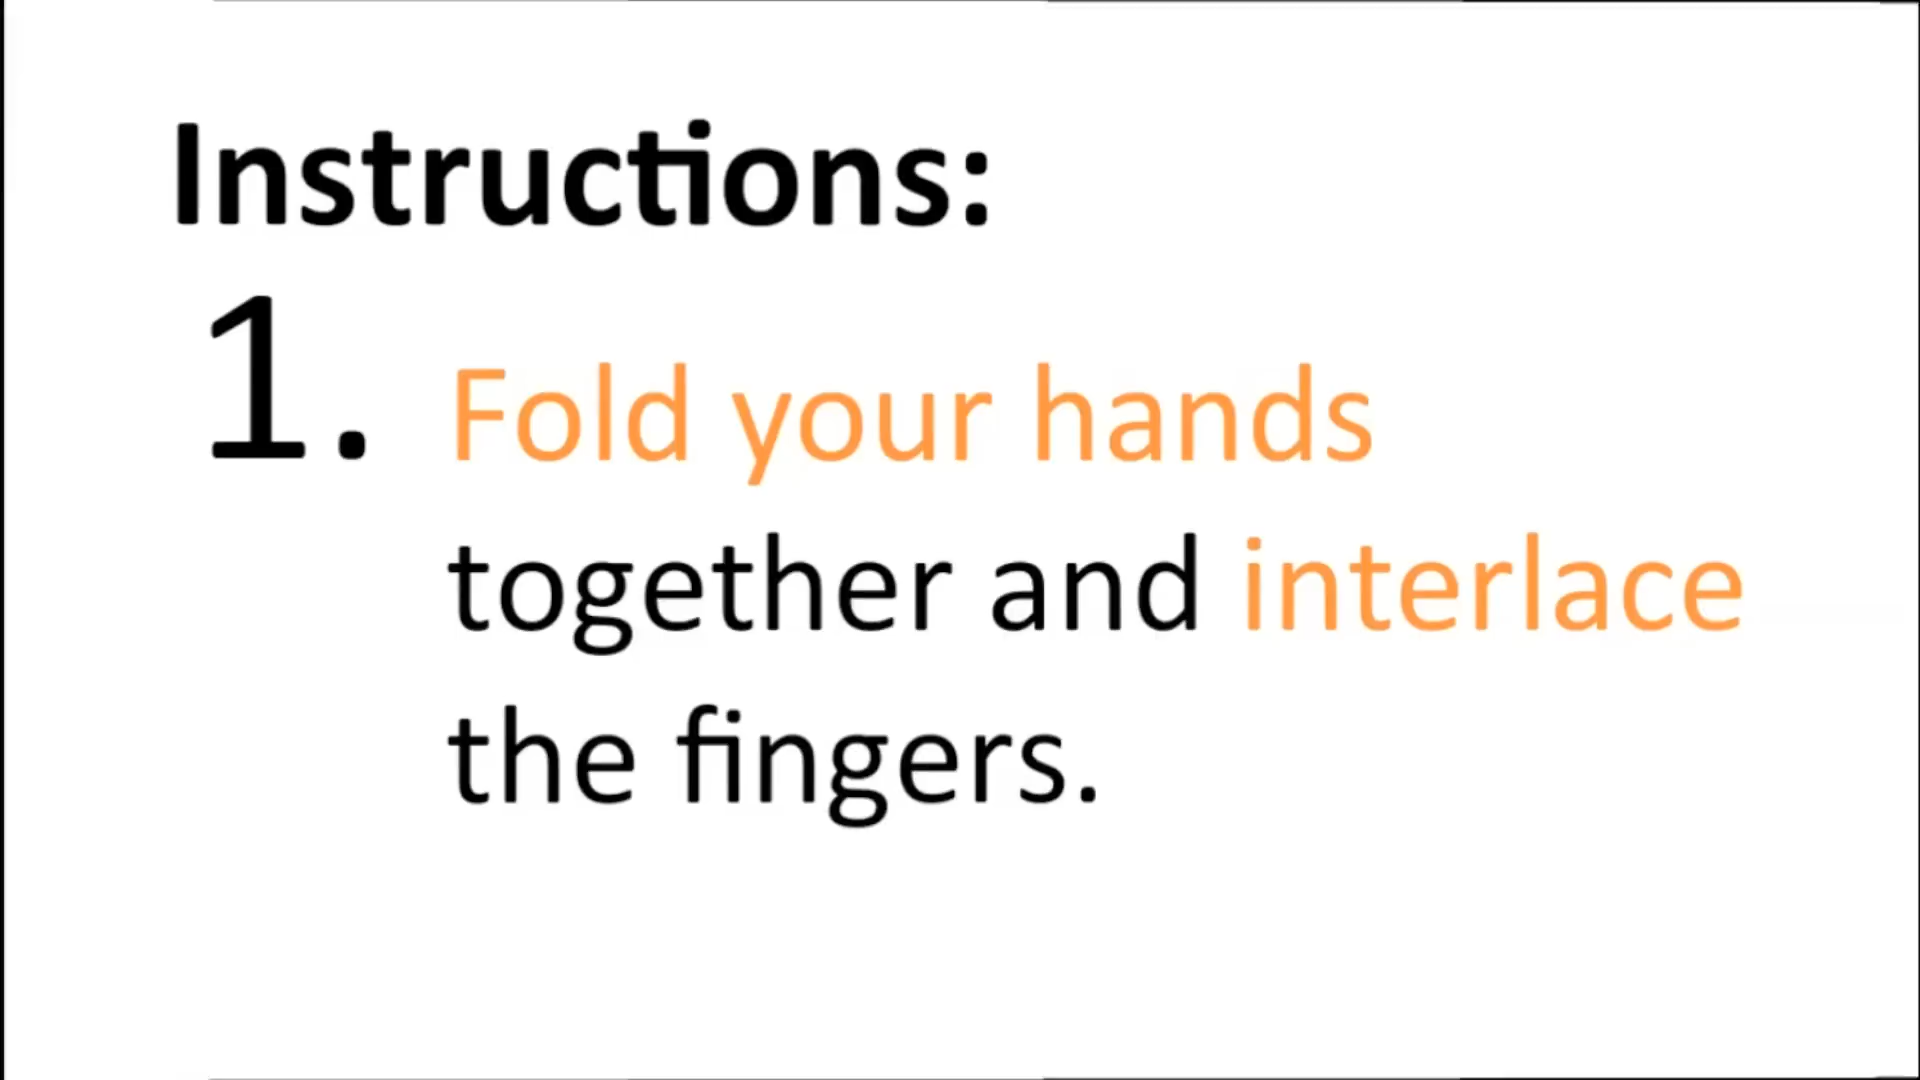 Instructions:
1. Fold your hands
together and interlace
the fingers.